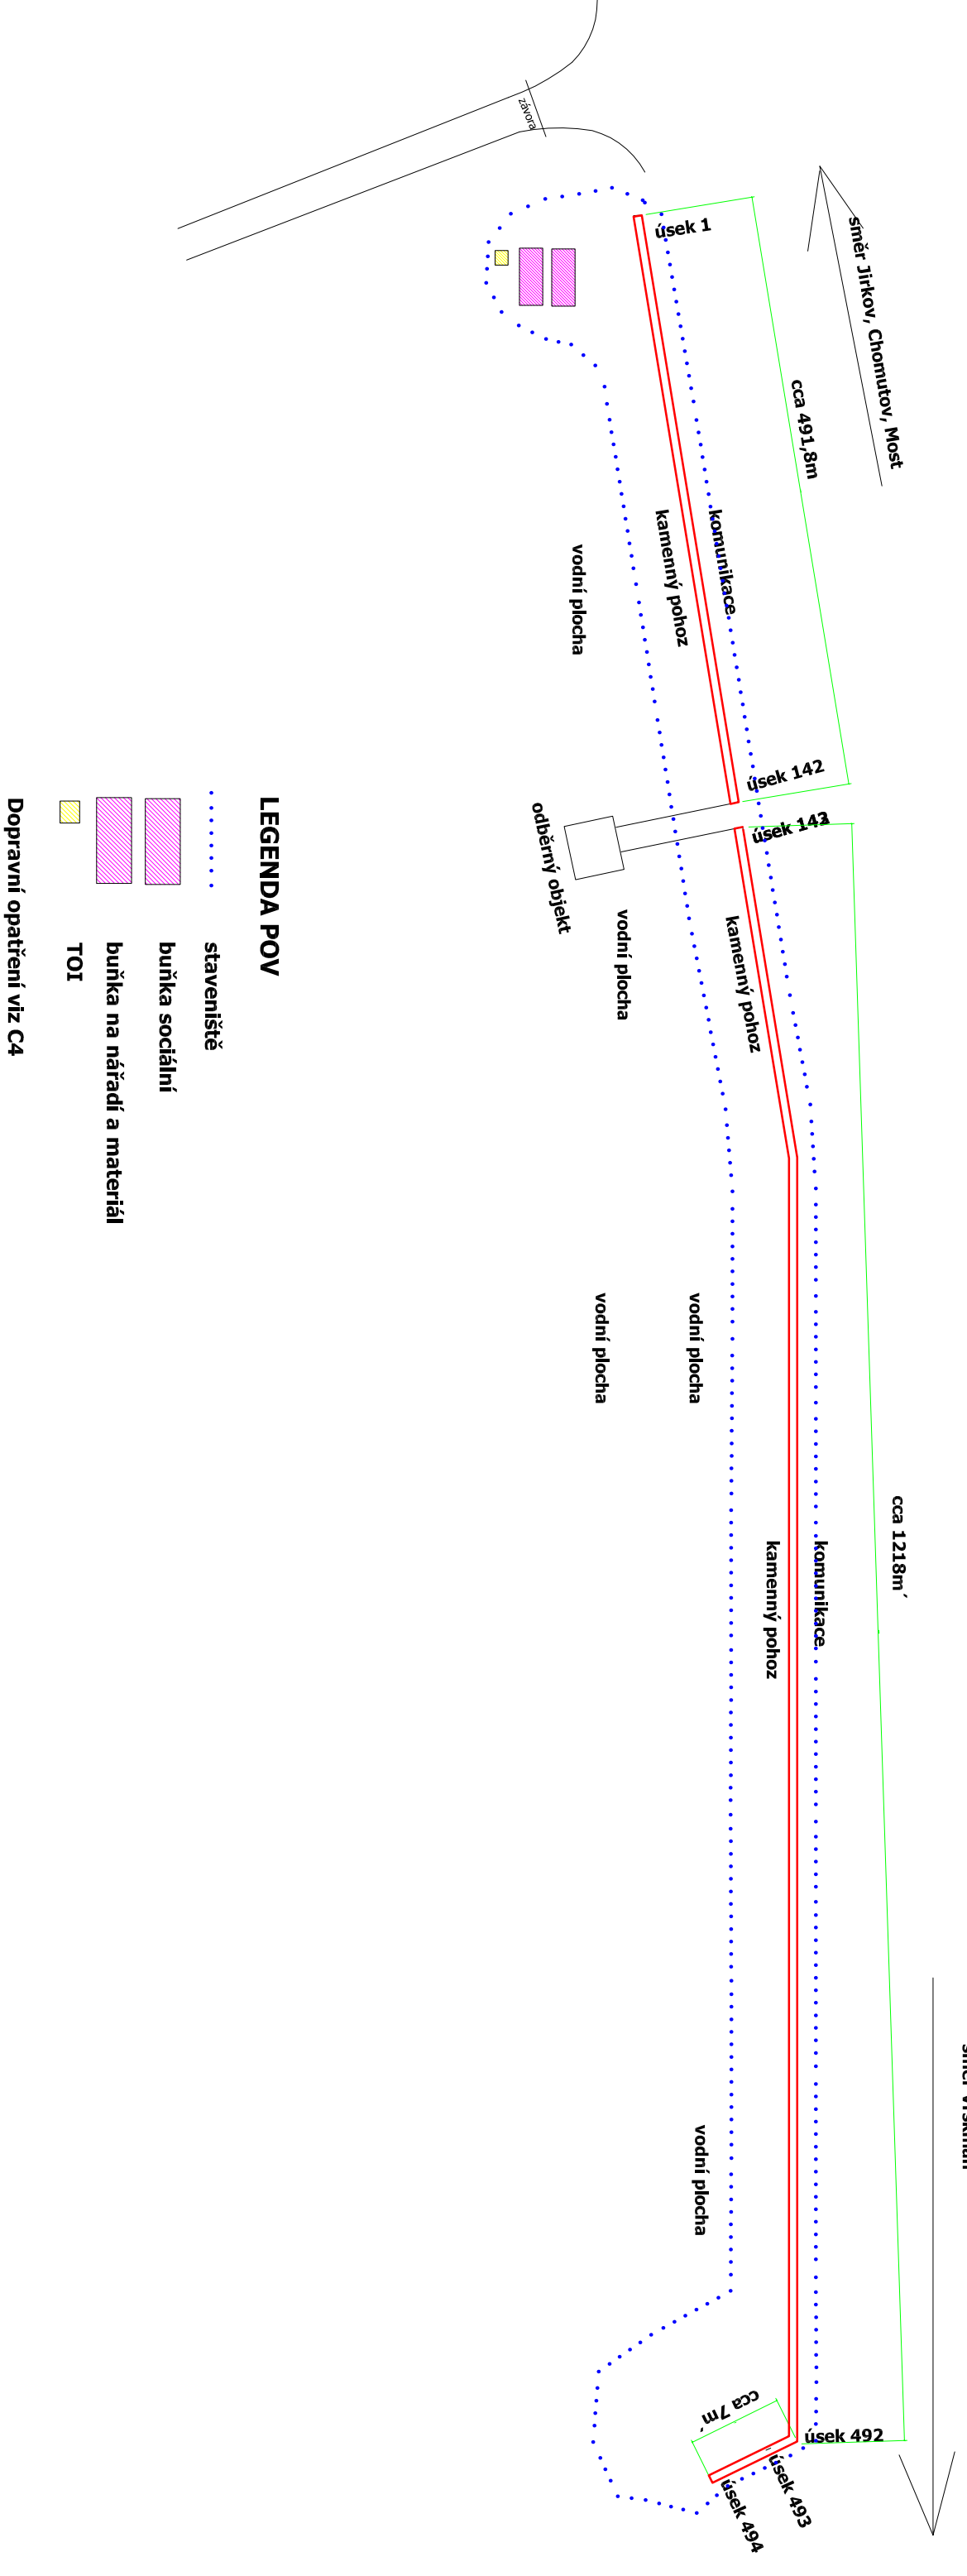 závora
úsek 1
směr Jirkov, Chomutov, Most
cca 491,8m
komunikace
kamenný pohoz
vodní plocha
úsek 142
úsek 143
odběrný objekt
kamenný pohoz
vodní plocha
LEGENDA POV
staveniště
buňka sociální
buňka na nářadí a materiál
TOI
Dopravní opatření viz C4
vodní plocha
vodní plocha
cca 1218m´
komunikace
kamenný pohoz
směr
vodní plocha
cca 7m´
úsek 492
úsek 493
úsek 494